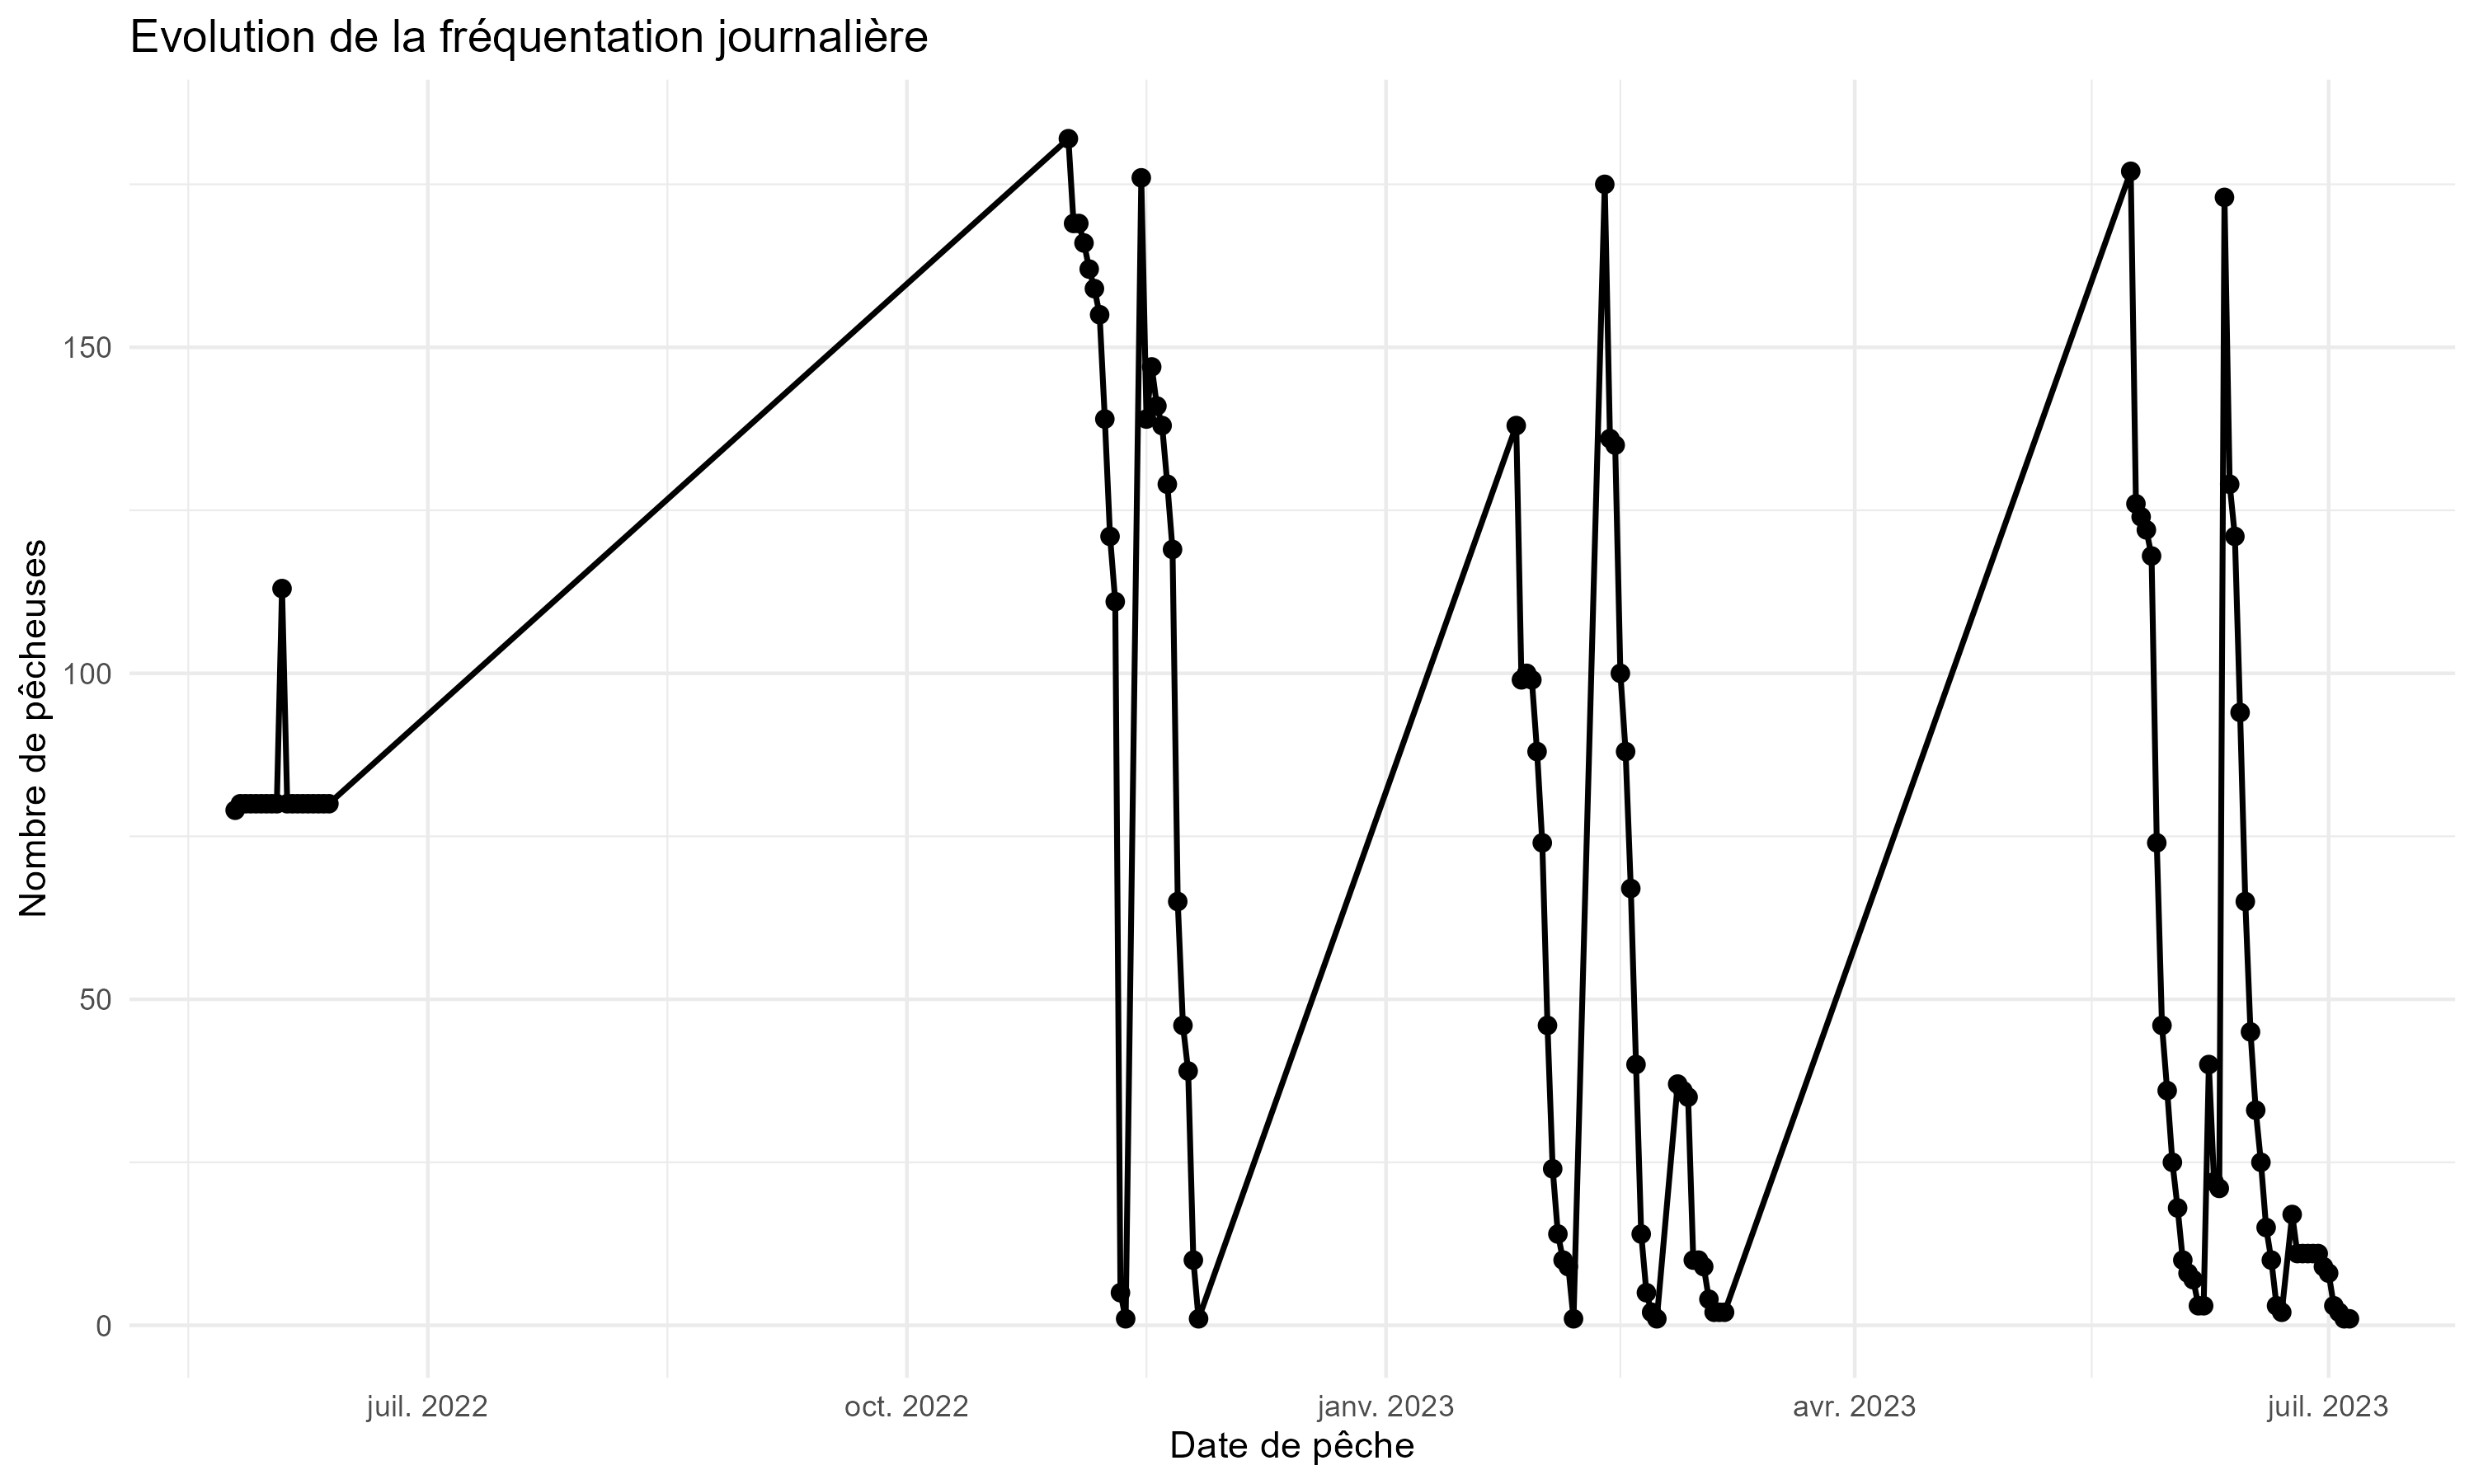 Evolution de la fréquentation journalière
Nombre de pêcheuses
150
100
50
0
juil. 2022
oct. 2022
janv. 2023
avr. 2023
juil. 2023
Date de pêche